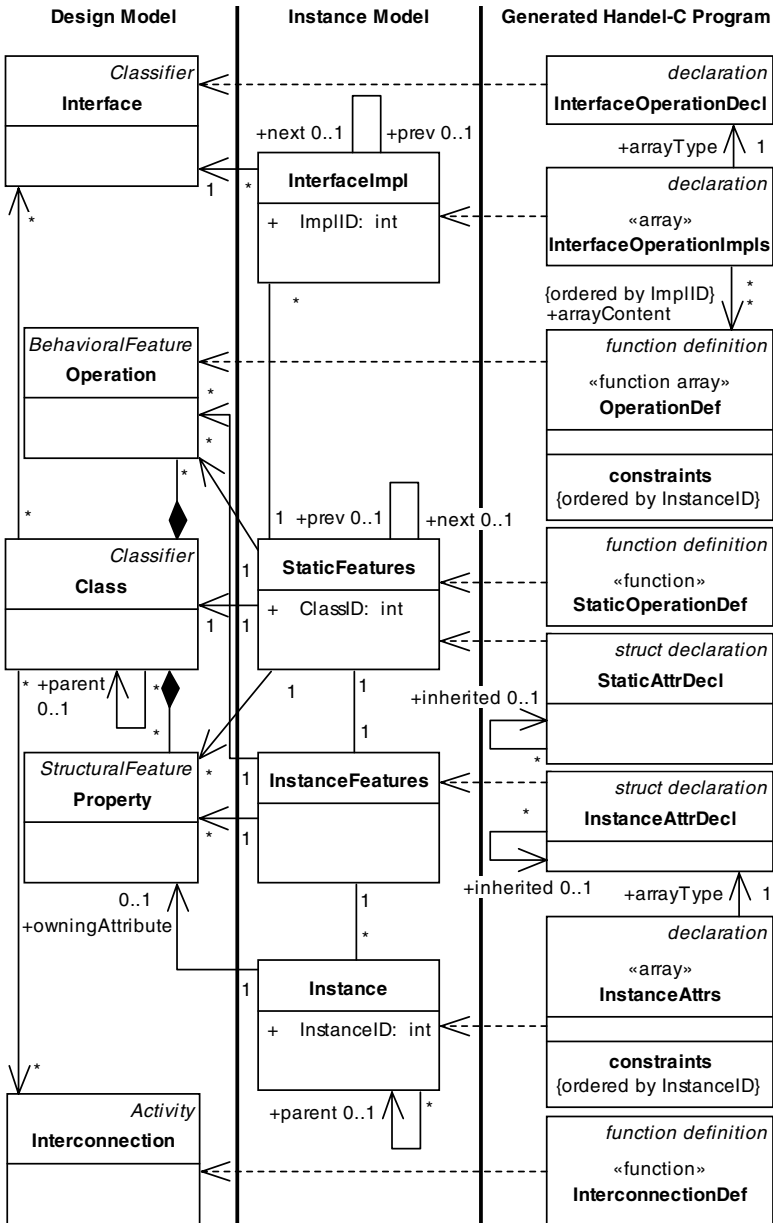 Design Model
Instance Model
Generated Handel-C Program
Classifier
Interface
*
*
1
*
+next 0..1
+prev 0..1
InterfaceImpl
+ ImplID: int
*
declaration
InterfaceOperationDecl
+arrayType
1
declaration
«array»
InterfaceOperationImpls
{ordered by ImplID}
+arrayContent
*
*
BehavioralFeature
Operation
*
*
*
function definition
«function array»
OperationDef
constraints
{ordered by InstanceID}
Classifier
Class
1
+prev 0..1
+next 0..1
1
1
1
StaticFeatures
+ ClassID: int
function definition
«function»
StaticOperationDef
*
+parent
0..1
*
*
1
1
1
struct declaration
StaticAttrDecl
+inherited 0..1
*
StructuralFeature
Property
*
*
1
1
InstanceFeatures
struct declaration
InstanceAttrDecl
*
+inherited 0..1
0..1
+owningAttribute
1
*
1
+arrayType
1
Instance
+ InstanceID: int
declaration
«array»
InstanceAttrs
constraints
{ordered by InstanceID}
+parent 0..1
*
*
Activity
Interconnection
function definition
«function»
InterconnectionDef